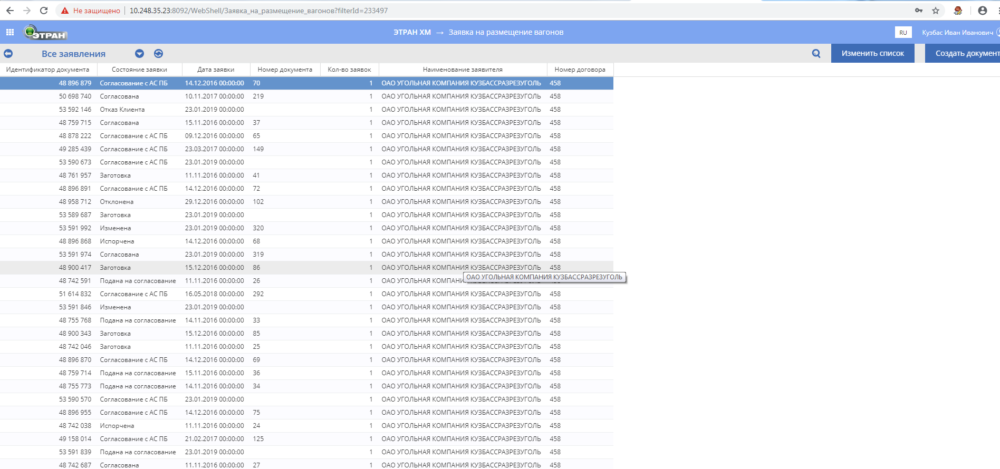 Не защищено 10.248.35.23:8092/WebShell/Заявка_на_размещение_вагонов?filterId=233497
ЭТРАН ЭТРАН ХМ → Заявка на размещение вагонов RU Кузбас Иван Иванович
Все заявления Изменить список Создать документ
Идентификатор документа Состояние заявки Дата заявки Номер документа Кол-во заявок Наименование заявителя Номер договора
48 896 879 Согласование с АС ПБ 14.12.2016 00:00:00 70 1 ОАО УГОЛЬНАЯ КОМПАНИЯ КУЗБАССРАЗРЕЗУГОЛЬ 458
50 698 740 Согласована 10.11.2017 00:00:00 219 1 ОАО УГОЛЬНАЯ КОМПАНИЯ КУЗБАССРАЗРЕЗУГОЛЬ 458
53 592 146 Отказ Клиента 23.01.2019 00:00:00 1 ОАО УГОЛЬНАЯ КОМПАНИЯ КУЗБАССРАЗРЕЗУГОЛЬ 458
48 759 715 Согласована 15.11.2016 00:00:00 37 1 ОАО УГОЛЬНАЯ КОМПАНИЯ КУЗБАССРАЗРЕЗУГОЛЬ 458
48 878 222 Согласование с АС ПБ 09.12.2016 00:00:00 65 1 ОАО УГОЛЬНАЯ КОМПАНИЯ КУЗБАССРАЗРЕЗУГОЛЬ 458
49 285 439 Согласование с АС ПБ 23.03.2017 00:00:00 149 1 ОАО УГОЛЬНАЯ КОМПАНИЯ КУЗБАССРАЗРЕЗУГОЛЬ 458
53 590 673 Согласование с АС ПБ 23.01.2019 00:00:00 1 ОАО УГОЛЬНАЯ КОМПАНИЯ КУЗБАССРАЗРЕЗУГОЛЬ 458
48 761 957 Заготовка 11.11.2016 00:00:00 41 1 ОАО УГОЛЬНАЯ КОМПАНИЯ КУЗБАССРАЗРЕЗУГОЛЬ 458
48 896 891 Согласование с АС ПБ 14.12.2016 00:00:00 72 1 ОАО УГОЛЬНАЯ КОМПАНИЯ КУЗБАССРАЗРЕЗУГОЛЬ 458
48 958 712 Отклонена 29.12.2016 00:00:00 102 1 ОАО УГОЛЬНАЯ КОМПАНИЯ КУЗБАССРАЗРЕЗУГОЛЬ 458
53 589 687 Заготовка 23.01.2019 00:00:00 1 ОАО УГОЛЬНАЯ КОМПАНИЯ КУЗБАССРАЗРЕЗУГОЛЬ 458
53 591 992 Изменена 23.01.2019 00:00:00 320 1 ОАО УГОЛЬНАЯ КОМПАНИЯ КУЗБАССРАЗРЕЗУГОЛЬ 458
48 896 868 Испорчена 14.12.2016 00:00:00 68 1 ОАО УГОЛЬНАЯ КОМПАНИЯ КУЗБАССРАЗРЕЗУГОЛЬ 458
53 591 974 Согласована 23.01.2019 00:00:00 319 1 ОАО УГОЛЬНАЯ КОМПАНИЯ КУЗБАССРАЗРЕЗУГОЛЬ 458
48 900 417 Заготовка 15.12.2016 00:00:00 86 1 ОАО УГОЛЬНАЯ КОМПАНИЯ КУЗБАССРАЗРЕЗУГОЛЬ 458
ОАО УГОЛЬНАЯ КОМПАНИЯ КУЗБАССРАЗРЕЗУГОЛЬ
48 742 591 Подана на согласование 11.11.2016 00:00:00 26 1 ОАО УГОЛЬНАЯ
51 614 832 Согласование с АС ПБ 16.05.2018 00:00:00 292 1 ОАО УГОЛЬНАЯ КОМПАНИЯ КУЗБАССРАЗРЕЗУГОЛЬ 458
53 591 846 Изменена 23.01.2019 00:00:00 1 ОАО УГОЛЬНАЯ КОМПАНИЯ КУЗБАССРАЗРЕЗУГОЛЬ 458
48 755 768 Подана на согласование 14.11.2016 00:00:00 33 1 ОАО УГОЛЬНАЯ КОМПАНИЯ КУЗБАССРАЗРЕЗУГОЛЬ 458
48 900 343 Заготовка 15.12.2016 00:00:00 85 1 ОАО УГОЛЬНАЯ КОМПАНИЯ КУЗБАССРАЗРЕЗУГОЛЬ 458
48 742 046 Заготовка 11.11.2016 00:00:00 25 1 ОАО УГОЛЬНАЯ КОМПАНИЯ КУЗБАССРАЗРЕЗУГОЛЬ 458
48 896 870 Согласование с АС ПБ 14.12.2016 00:00:00 69 1 ОАО УГОЛЬНАЯ КОМПАНИЯ КУЗБАССРАЗРЕЗУГОЛЬ 458
48 759 714 Подана на согласование 15.11.2016 00:00:00 36 1 ОАО УГОЛЬНАЯ КОМПАНИЯ КУЗБАССРАЗРЕЗУГОЛЬ 458
48 755 773 Подана на согласование 14.11.2016 00:00:00 34 1 ОАО УГОЛЬНАЯ КОМПАНИЯ КУЗБАССРАЗРЕЗУГОЛЬ 458
53 590 570 Согласование с АС ПБ 23.01.2019 00:00:00 1 ОАО УГОЛЬНАЯ КОМПАНИЯ КУЗБАССРАЗРЕЗУГОЛЬ 458
48 896 955 Согласование с АС ПБ 14.12.2016 00:00:00 75 1 ОАО УГОЛЬНАЯ КОМПАНИЯ КУЗБАССРАЗРЕЗУГОЛЬ 458
48 742 038 Испорчена 11.11.2016 00:00:00 24 1 ОАО УГОЛЬНАЯ КОМПАНИЯ КУЗБАССРАЗРЕЗУГОЛЬ 458
49 158 014 Согласование с АС ПБ 21.02.2017 00:00:00 125 1 ОАО УГОЛЬНАЯ КОМПАНИЯ КУЗБАССРАЗРЕЗУГОЛЬ 458
53 591 839 Подана на согласование 23.01.2019 00:00:00 1 ОАО УГОЛЬНАЯ КОМПАНИЯ КУЗБАССРАЗРЕЗУГОЛЬ 458
48 742 687 Согласована 11.11.2016 00:00:00 27 1 ОАО УГОЛЬНАЯ КОМПАНИЯ КУЗБАССРАЗРЕЗУГОЛЬ 458